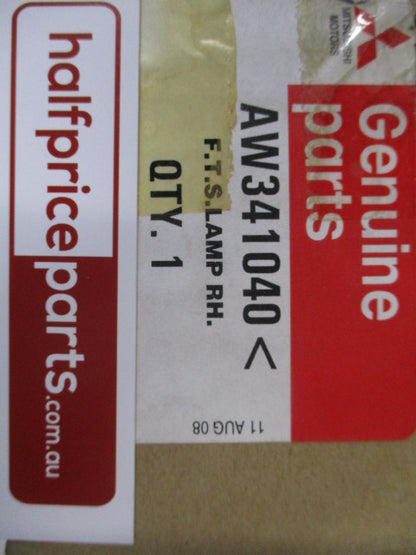 halfpriceparts.com.au
MITSUBISHI
MOTORS
Genuine
parts
AW341040 <
F.T.S.LAMP RH.
QTY. 1
11 AUG 08